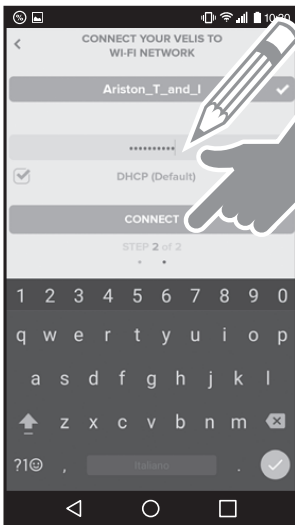 10:30
CONNECT YOUR VELIS TO
WI-FI NETWORK
Ariston_T_and_I
••••••••••
DHCP (Default)
CONNECT
STEP 2 of 2
1 2 3 4 5 6 7 8 9 0
q w e r t y u i o p
a s d f g h j k l
z x c v b n m
?1☺ , Italiano .